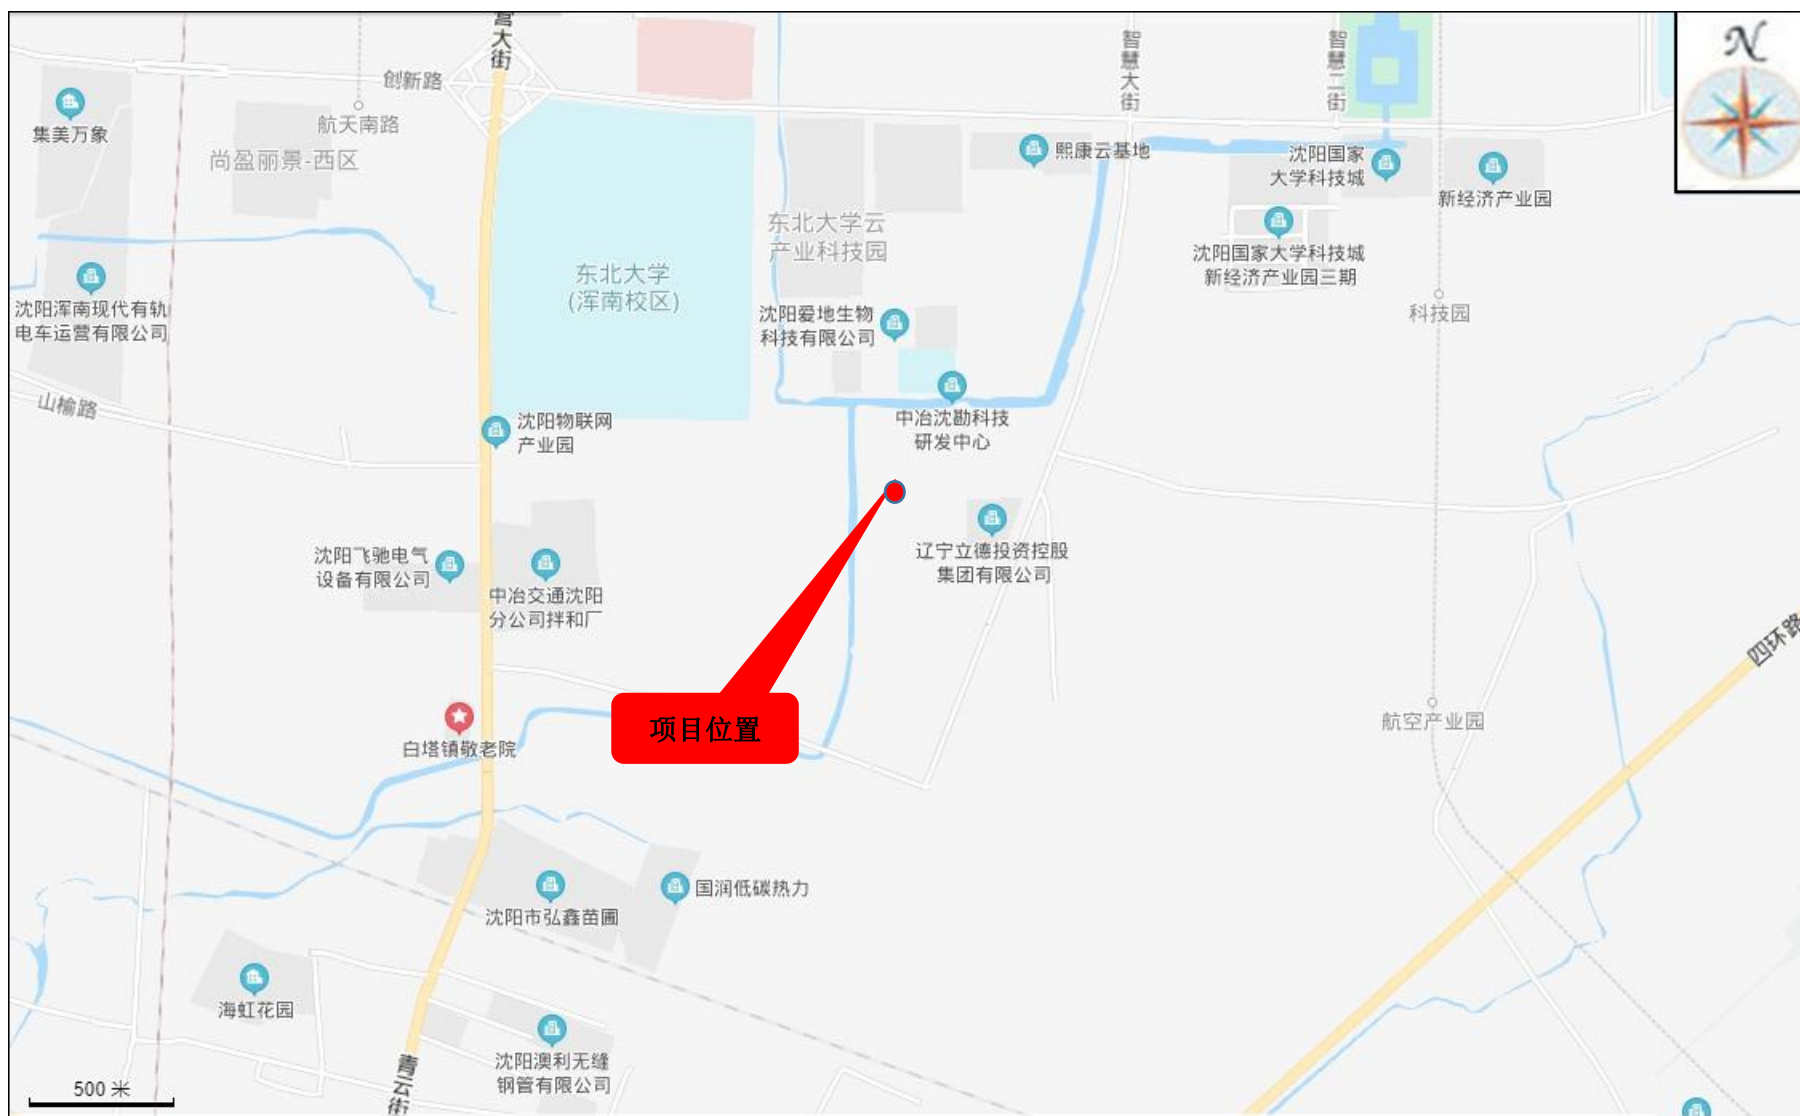 营大街
智慧大街
智慧二街
N
创新路
集美万象
航天南路
尚盈丽景-西区
熙康云基地
沈阳国家
大学科技城
新经济产业园
东北大学云
产业科技园
沈阳国家大学科技城
新经济产业园三期
东北大学
(浑南校区)
沈阳浑南现代有轨
电车运营有限公司
沈阳爱地生物
科技有限公司
科技园
山榆路
沈阳物联网
产业园
中冶沈勘科技
研发中心
沈阳飞驰电气
设备有限公司
中冶交通沈阳
分公司拌和厂
辽宁立德投资控股
集团有限公司
四环路
项目位置
白塔镇敬老院
航空产业园
国润低碳热力
沈阳市弘鑫苗圃
海虹花园
沈阳澳利无缝
钢管有限公司
青云街
500 米